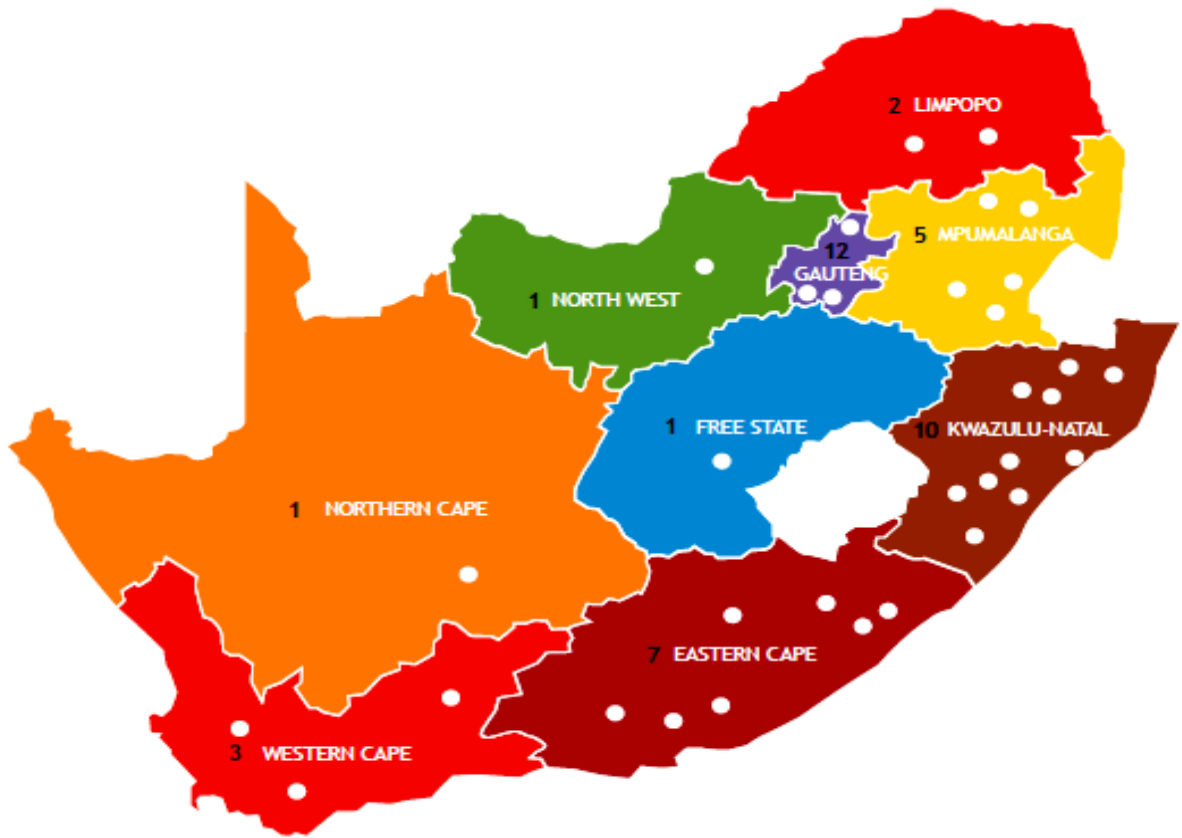 2 LIMPOPO
5 MPUMALANGA
12
GAUTENG
1 NORTH WEST
1 FREE STATE
10 KWAZULU-NATAL
1 NORTHERN CAPE
7 EASTERN CAPE
3 WESTERN CAPE